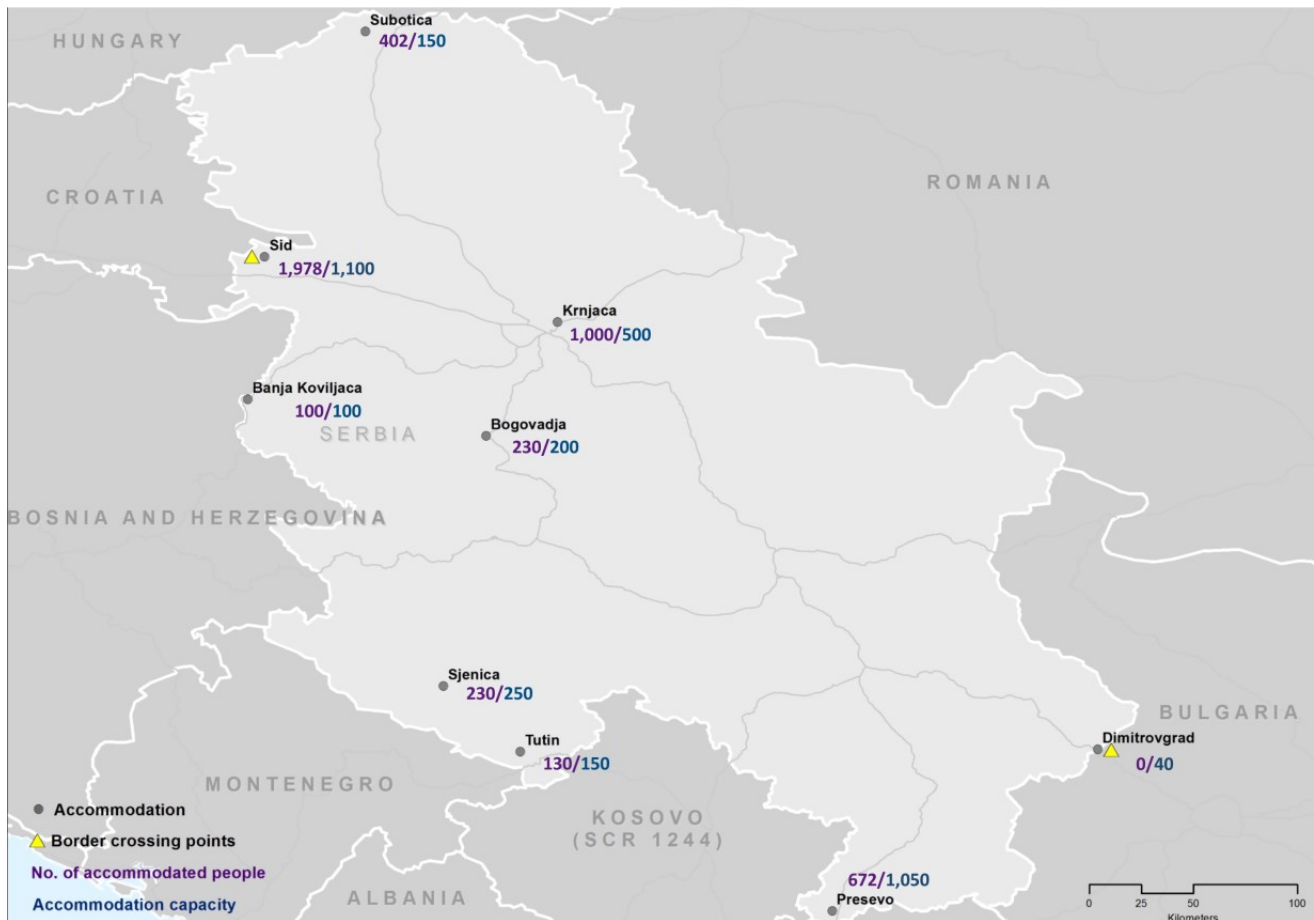 Subotica
402/150
HUNGARY
ROMANIA
CROATIA
Sid
1,978/1,100
Krnjaca
1,000/500
Banja Koviljaca
100/100
Bogovadja
230/200
SERBIA
BOSNIA AND HERZEGOVINA
Sjenica
230/250
BULGARIA
Tutin
130/150
Dimitrovgrad
0/40
MONTENEGRO
KOSOVO
(SCR 1244)
Accommodation
Border crossing points
No. of accommodated people
Accommodation capacity
ALBANIA
672/1,050
Presevo
0 25 50 100
Kilometers